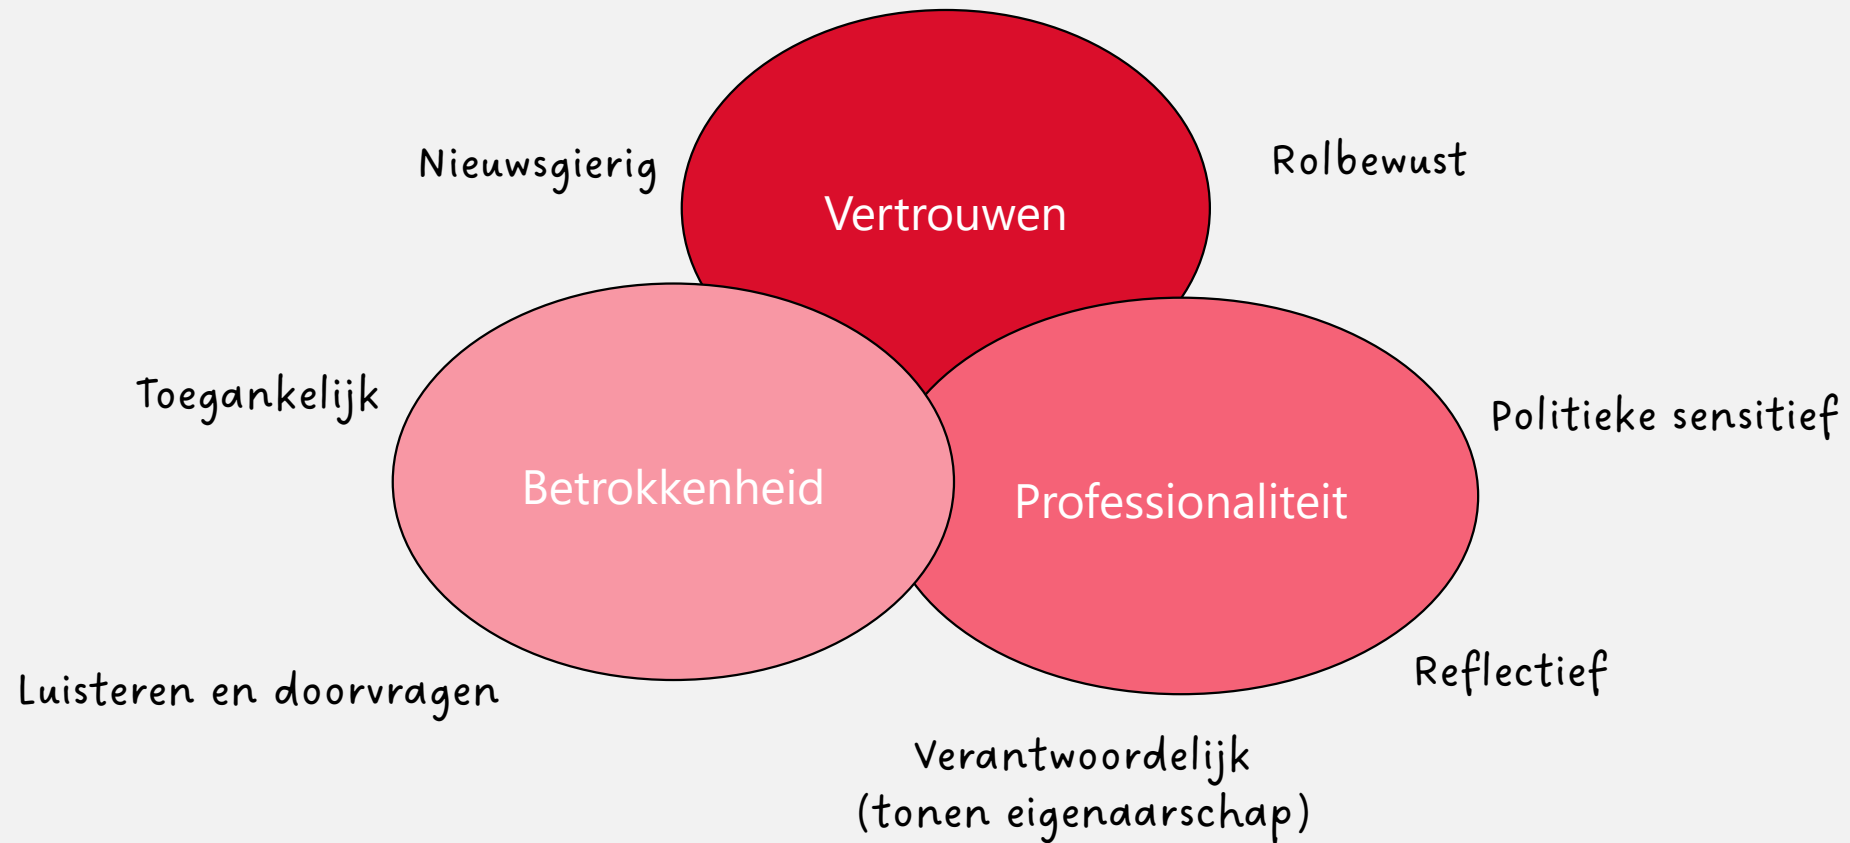 Nieuwsgierig
Rolbewust
Vertrouwen
Toegankelijk
Politieke sensitief
Betrokkenheid
Professionaliteit
Luisteren en doorvragen
Reflectief
Verantwoordelijk
(tonen eigenaarschap)